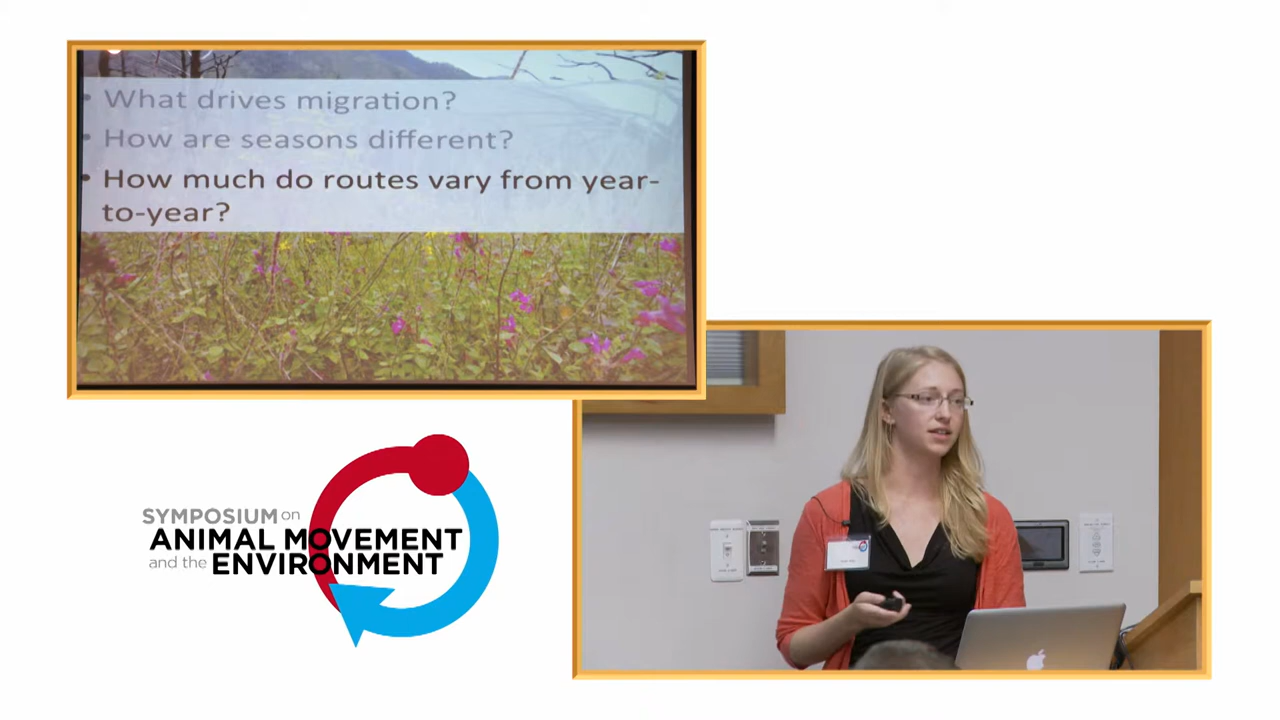 • What drives migration?
• How are seasons different?
• How much do routes vary from year-
to-year?
SYMPOSIUM on
ANIMAL MOVEMENT
and the ENVIRONMENT